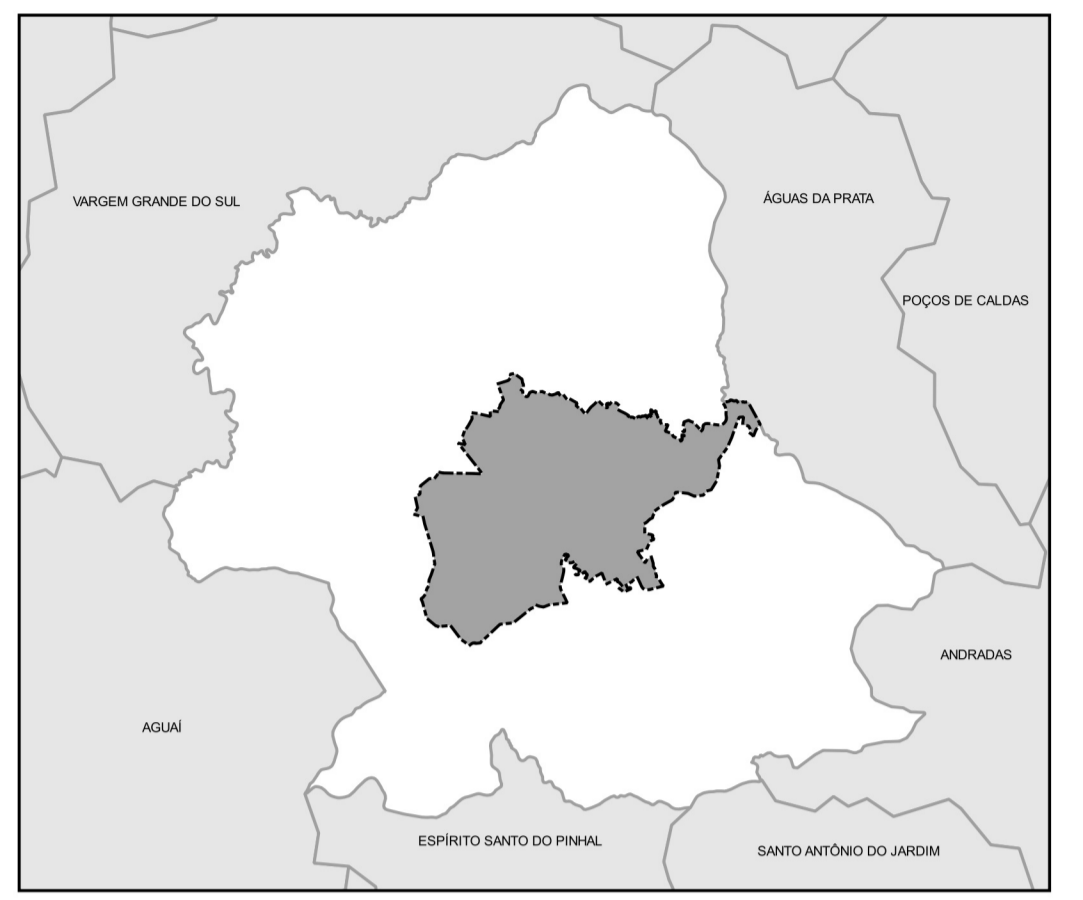 VARGEM GRANDE DO SUL
ÁGUAS DA PRATA
POÇOS DE CALDAS
ANDRADAS
AGUAÍ
ESPÍRITO SANTO DO PINHAL
SANTO ANTÔNIO DO JARDIM